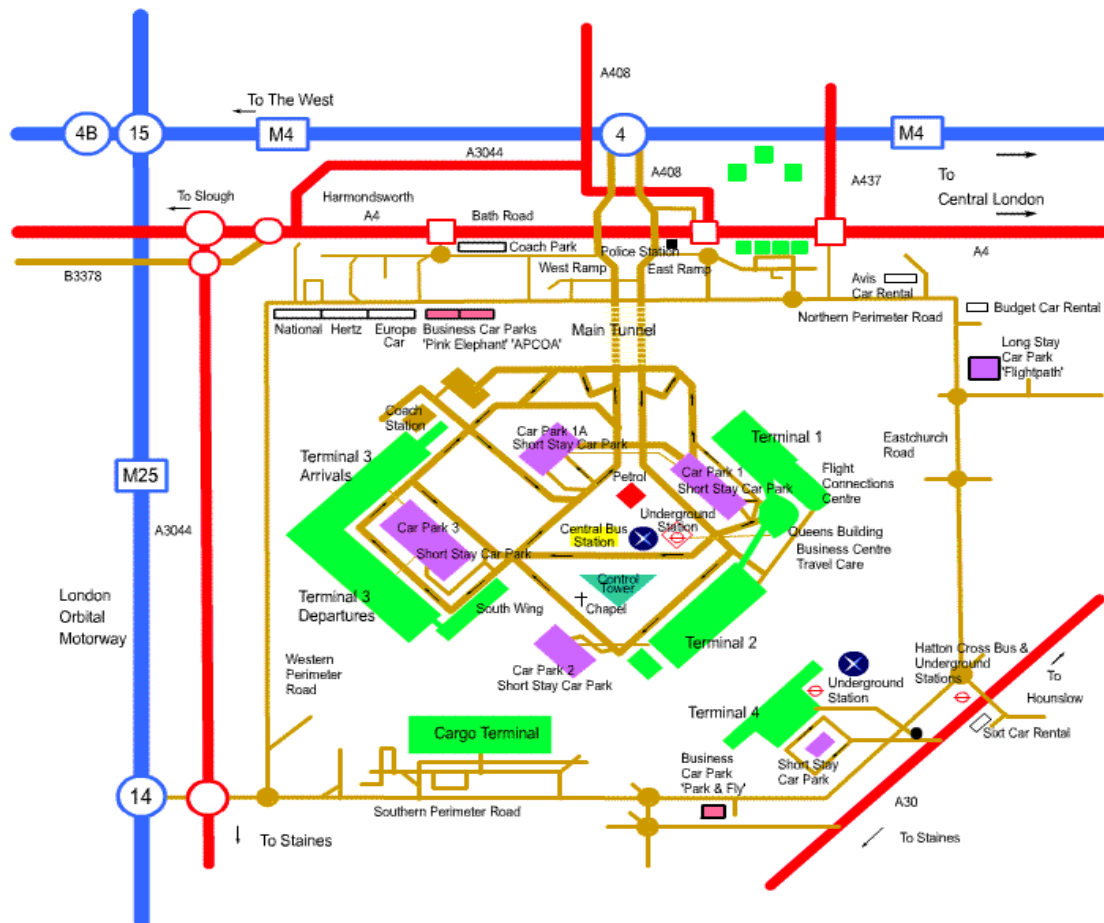 A408
To The West
4B
15
M4
4
M4
A3044
A408
A437
To
Central London
To Slough
Harmondsworth
A4
Bath Road
A4
Coach Park
Police Station
B3378
West Ramp
East Ramp
Avis
Car Rental
National
Hertz
Europe
Car
Business Car Parks
'Pink Elephant' 'APCOA'
Main Tunnel
Northern Perimeter Road
Budget Car Rental
Long Stay
Car Park
'Flightpath'
Coach
Station
Car Park 1A
Short Stay Car Park
Terminal 1
Eastchurch
Road
Terminal 3
Arrivals
M25
Petrol
Car Park 1
Short Stay Car Park
Flight
Connections
Centre
A3044
Car Park 3
Short Stay Car Park
Central Bus
Station
Underground
Station
Queens Building
Business Centre
Travel Care
Control
Tower
Terminal 3
Departures
South Wing
Chapel
London
Orbital
Motorway
Terminal 2
Western
Perimeter
Road
Car Park 2
Short Stay Car Park
Underground
Station
Hatton Cross Bus &
Underground
Stations
To
Hounslow
Terminal 4
Cargo Terminal
Sixt Car Rental
Business
Car Park
'Park & Fly'
Short Stay
Car Park
14
Southern Perimeter Road
A30
To Staines
To Staines